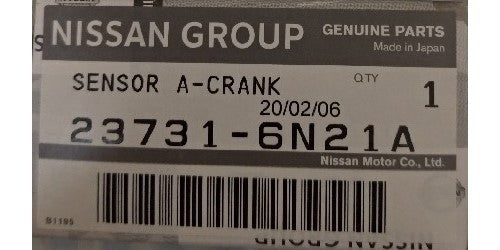 NISSAN GROUP GENUINE PARTS
Made in Japan
SENSOR A-CRANK QTY 1
20/02/06
23731-6N21A
Nissan Motor Co., Ltd.
B1195